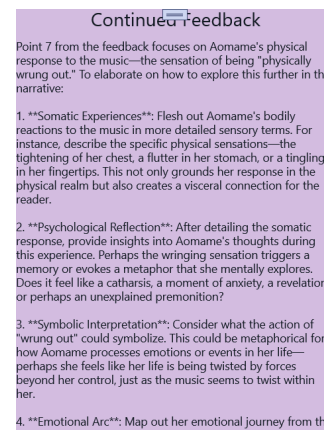 Continued Feedback
Point 7 from the feedback focuses on Aomame's physical
response to the music—the sensation of being "physically
wrung out." To elaborate on how to explore this further in th
narrative:
1. **Somatic Experiences**: Flesh out Aomame's bodily
reactions to the music in more detailed sensory terms. For
instance, describe the specific physical sensations—the
tightening of her chest, a flutter in her stomach, or a tingling
in her fingertips. This not only grounds her response in the
physical realm but also creates a visceral connection for the
reader.
2. **Psychological Reflection**: After detailing the somatic
response, provide insights into Aomame's thoughts during
this experience. Perhaps the wringing sensation triggers a
memory or evokes a metaphor that she mentally explores.
Does it feel like a catharsis, a moment of anxiety, a revelation
or perhaps an unexplained premonition?
3. **Symbolic Interpretation**: Consider what the action of
"wrung out" could symbolize. This could be metaphorical for
how Aomame processes emotions or events in her life—
perhaps she feels like her life is being twisted by forces
beyond her control, just as the music seems to twist within
her.
4. **Emotional Arc**: Map out her emotional journey from th